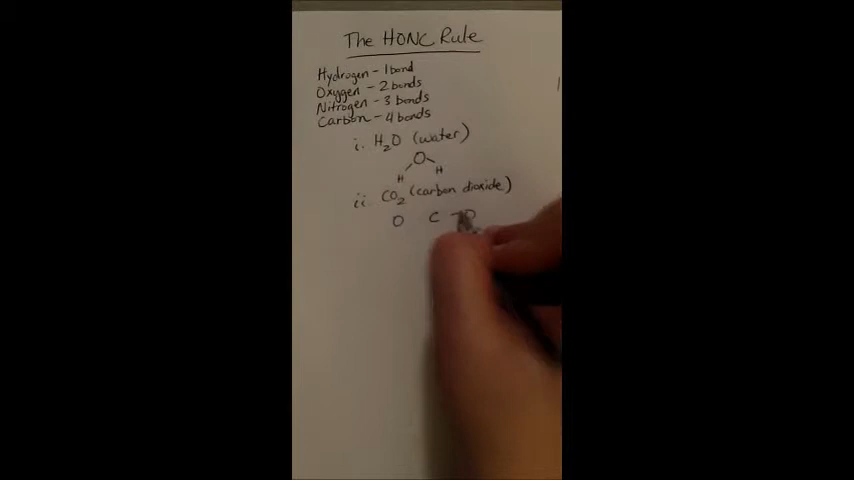 The HONC Rule
Hydrogen - 1 bond
Oxygen - 2 bonds
Nitrogen - 3 bonds
Carbon - 4 bonds
i. H2O (water)
O
H H
ii. CO2 (carbon dioxide)
O C - O